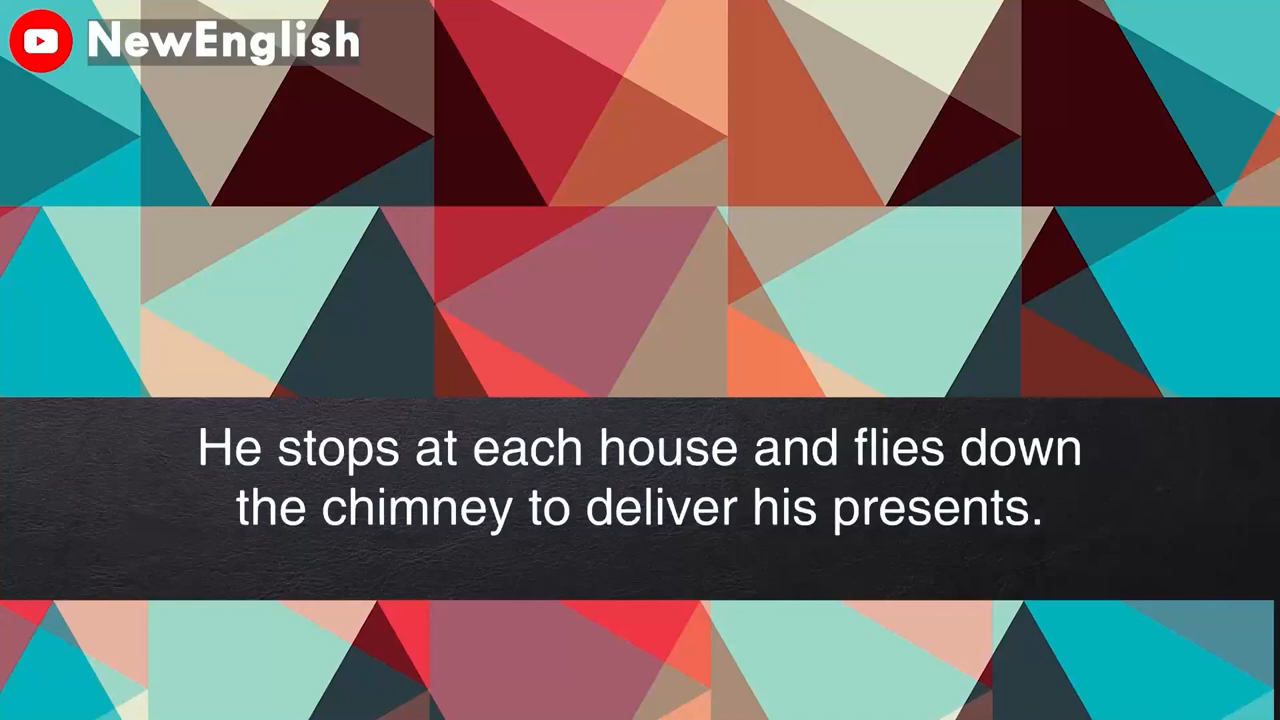 NewEnglish
He stops at each house and flies down
the chimney to deliver his presents.